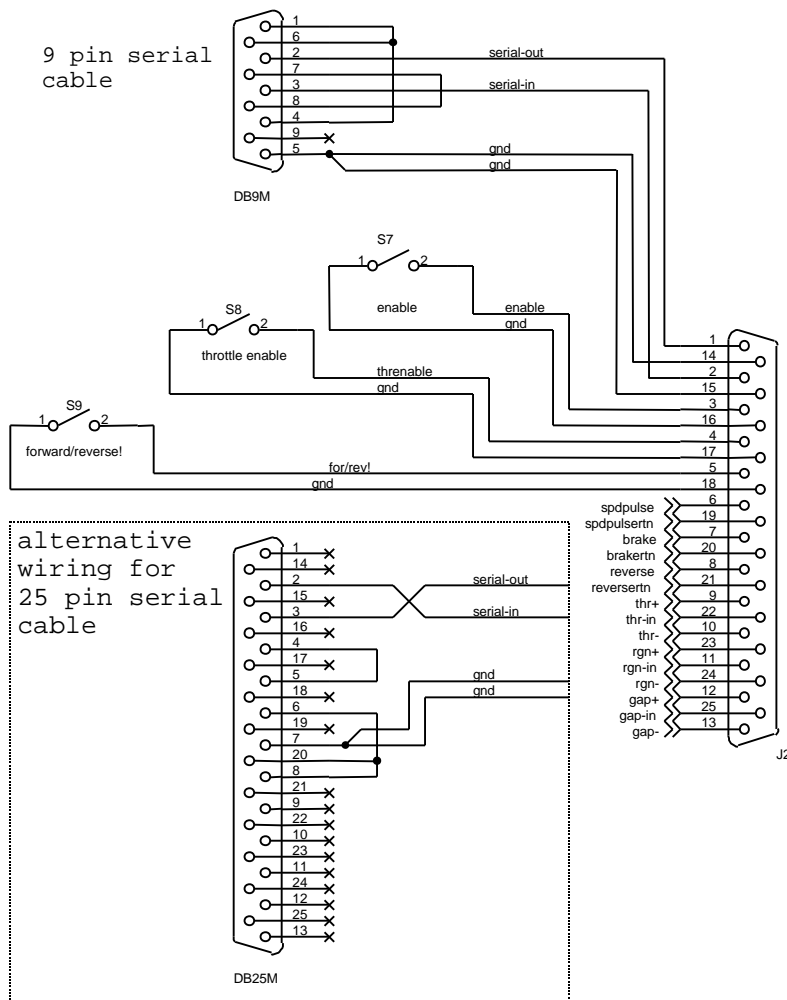 9 pin serial
cable
1
6
2
7
3
8
4
9
5
DB9M
serial-out
serial-in
gnd
gnd
S7
1 2
enable
enable
gnd
S8
1 2
throttle enable
threnable
gnd
S9
1 2
forward/reverse!
for/rev!
gnd
1
14
2
15
3
16
4
17
5
18
spdpulse 6
spdpulsertn 19
brake 7
brakertn 20
reverse 8
reversertn 21
thr+ 9
thr-in 22
thr- 10
rgn+ 23
rgn-in 11
rgn- 24
gap+ 12
gap-in 25
gap- 13
J2
alternative
wiring for
25 pin serial
cable
1
14
2
15
3
16
4
17
5
18
6
19
7
20
8
21
9
22
10
23
11
24
12
25
13
serial-out
serial-in
gnd
gnd
DB25M